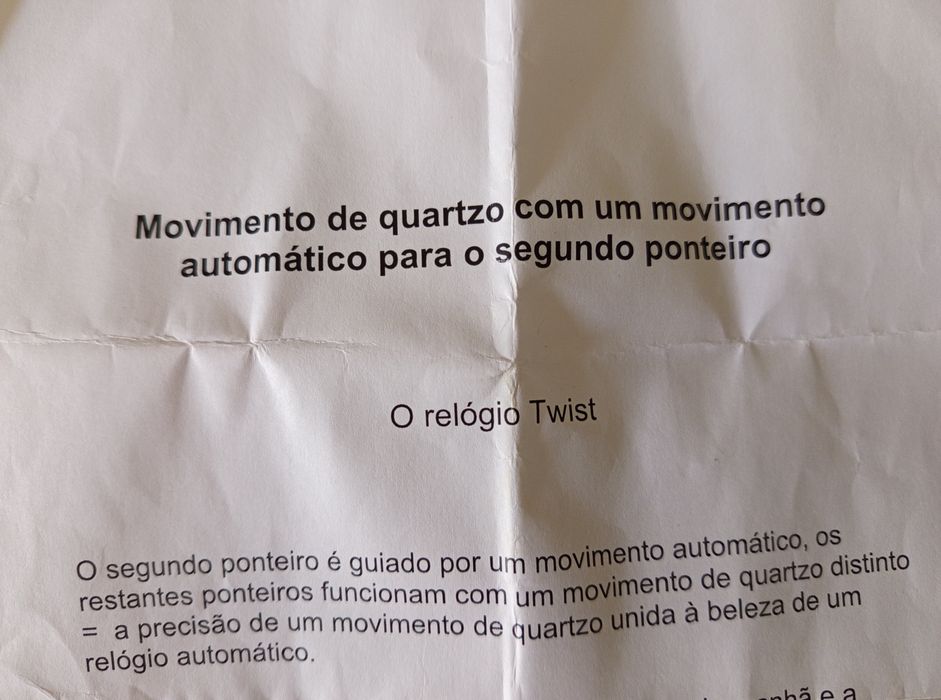 Movimento de quartzo com um movimento
automático para o segundo ponteiro
O relógio Twist
O segundo ponteiro é guiado por um movimento automático, os
restantes ponteiros funcionam com um movimento de quartzo distinto
= a precisão de um movimento de quartzo unida à beleza de um
relógio automático.
e a